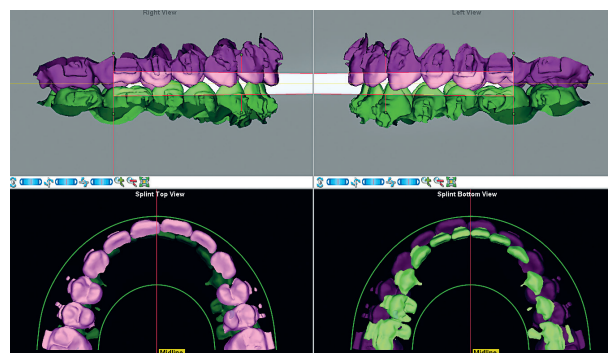 Right View
Left View
Splint Top View
Splint Bottom View
Midline
Midline